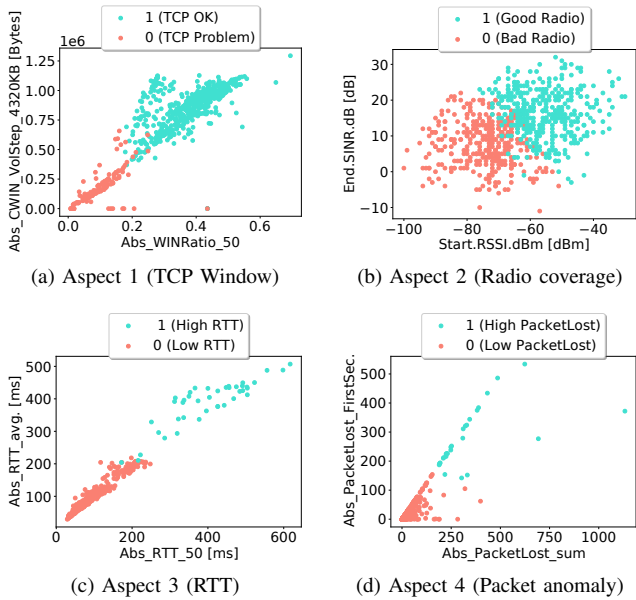 1 (TCP OK)
0 (TCP Problem)
1e6
Abs_CWIN_VolStep_4320KB [Bytes]
1.25
1.00
0.75
0.50
0.25
0.00
0.0 0.2 0.4 0.6
Abs_WINRatio_50
(a) Aspect 1 (TCP Window)
1 (Good Radio)
0 (Bad Radio)
End.SINR.dB [dB]
30
20
10
0
−10
−100 −80 −60 −40
Start.RSSI.dBm [dBm]
(b) Aspect 2 (Radio coverage)
1 (High RTT)
0 (Low RTT)
Abs_RTT_avg. [ms]
500
400
300
200
100
0 200 400 600
Abs_RTT_50 [ms]
(c) Aspect 3 (RTT)
1 (High PacketLost)
0 (Low PacketLost)
Abs_PacketLost_FirstSec.
500
400
300
200
100
0
0 250 500 750 1000
Abs_PacketLost_sum
(d) Aspect 4 (Packet anomaly)